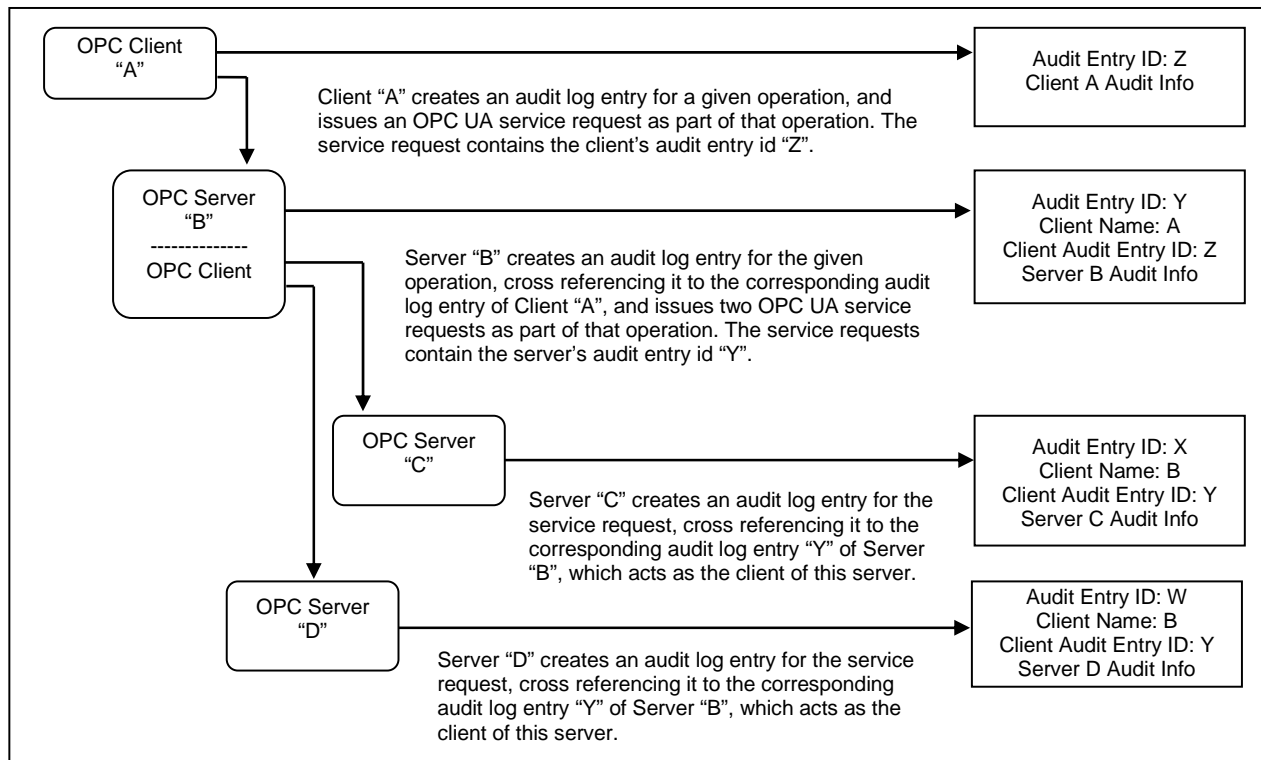 OPC Client
“A”
Audit Entry ID: Z
Client A Audit Info
Client “A” creates an audit log entry for a given operation, and
issues an OPC UA service request as part of that operation. The
service request contains the client’s audit entry id “Z”.
OPC Server
“B”
---------------
OPC Client
Audit Entry ID: Y
Client Name: A
Client Audit Entry ID: Z
Server B Audit Info
Server “B” creates an audit log entry for the given
operation, cross referencing it to the corresponding audit
log entry of Client “A”, and issues two OPC UA service
requests as part of that operation. The service requests
contain the server’s audit entry id “Y”.
OPC Server
“C”
Audit Entry ID: X
Client Name: B
Client Audit Entry ID: Y
Server C Audit Info
Server “C” creates an audit log entry for the
service request, cross referencing it to the
corresponding audit log entry “Y” of Server
“B”, which acts as the client of this server.
OPC Server
“D”
Audit Entry ID: W
Client Name: B
Client Audit Entry ID: Y
Server D Audit Info
Server “D” creates an audit log entry for the service
request, cross referencing it to the corresponding
audit log entry “Y” of Server “B”, which acts as the
client of this server.